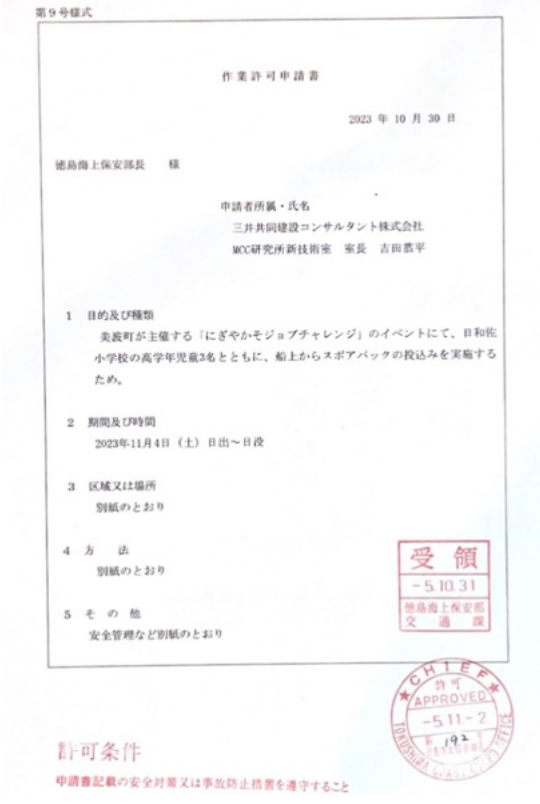 第9号様式
作業許可申請書
2023 年 10 月 30 日
徳島海上保安部長 様
申請者所属・氏名
三井共同建設コンサルタント株式会社
MCC研究所新技術室 室長 吉田恭平
1 目的及び種類
美波町が主催する「にぎやかそジョブチャレンジ」のイベントにて、日和佐
小学校の高学年児童3名とともに、船上からスポアバックの投込みを実施する
ため。
2 期間及び時間
2023年11月4日（土）日出～日没
3 区域又は場所
別紙のとおり
4 方 法
別紙のとおり
5 その他
安全管理など別紙のとおり
受 領
-5.10.31
徳島海上保安部
交 通 課
CHIEF
許可
APPROVED
-5.11.-2
第 192
TOKUSHIMA COAST GUARD OFFICE
許可条件
申請書記載の安全対策又は事故防止措置を遵守すること